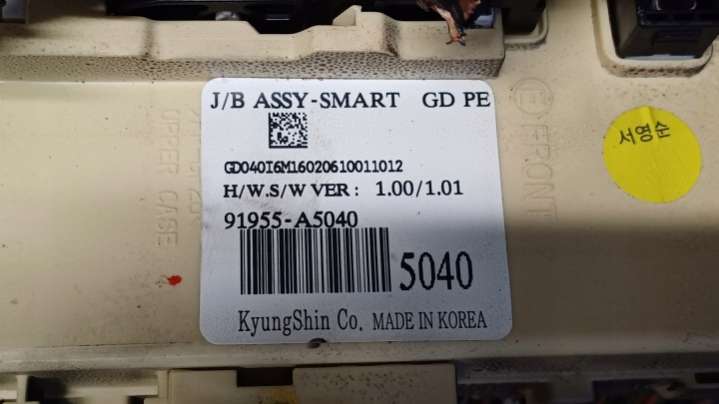 J/B ASSY-SMART GD PE
GD040I6M16020610011012
H/W.S/W VER : 1.00/1.01
91955-A5040
5040
KyungShin Co. MADE IN KOREA
서영순
UPPER CASE
FRONT